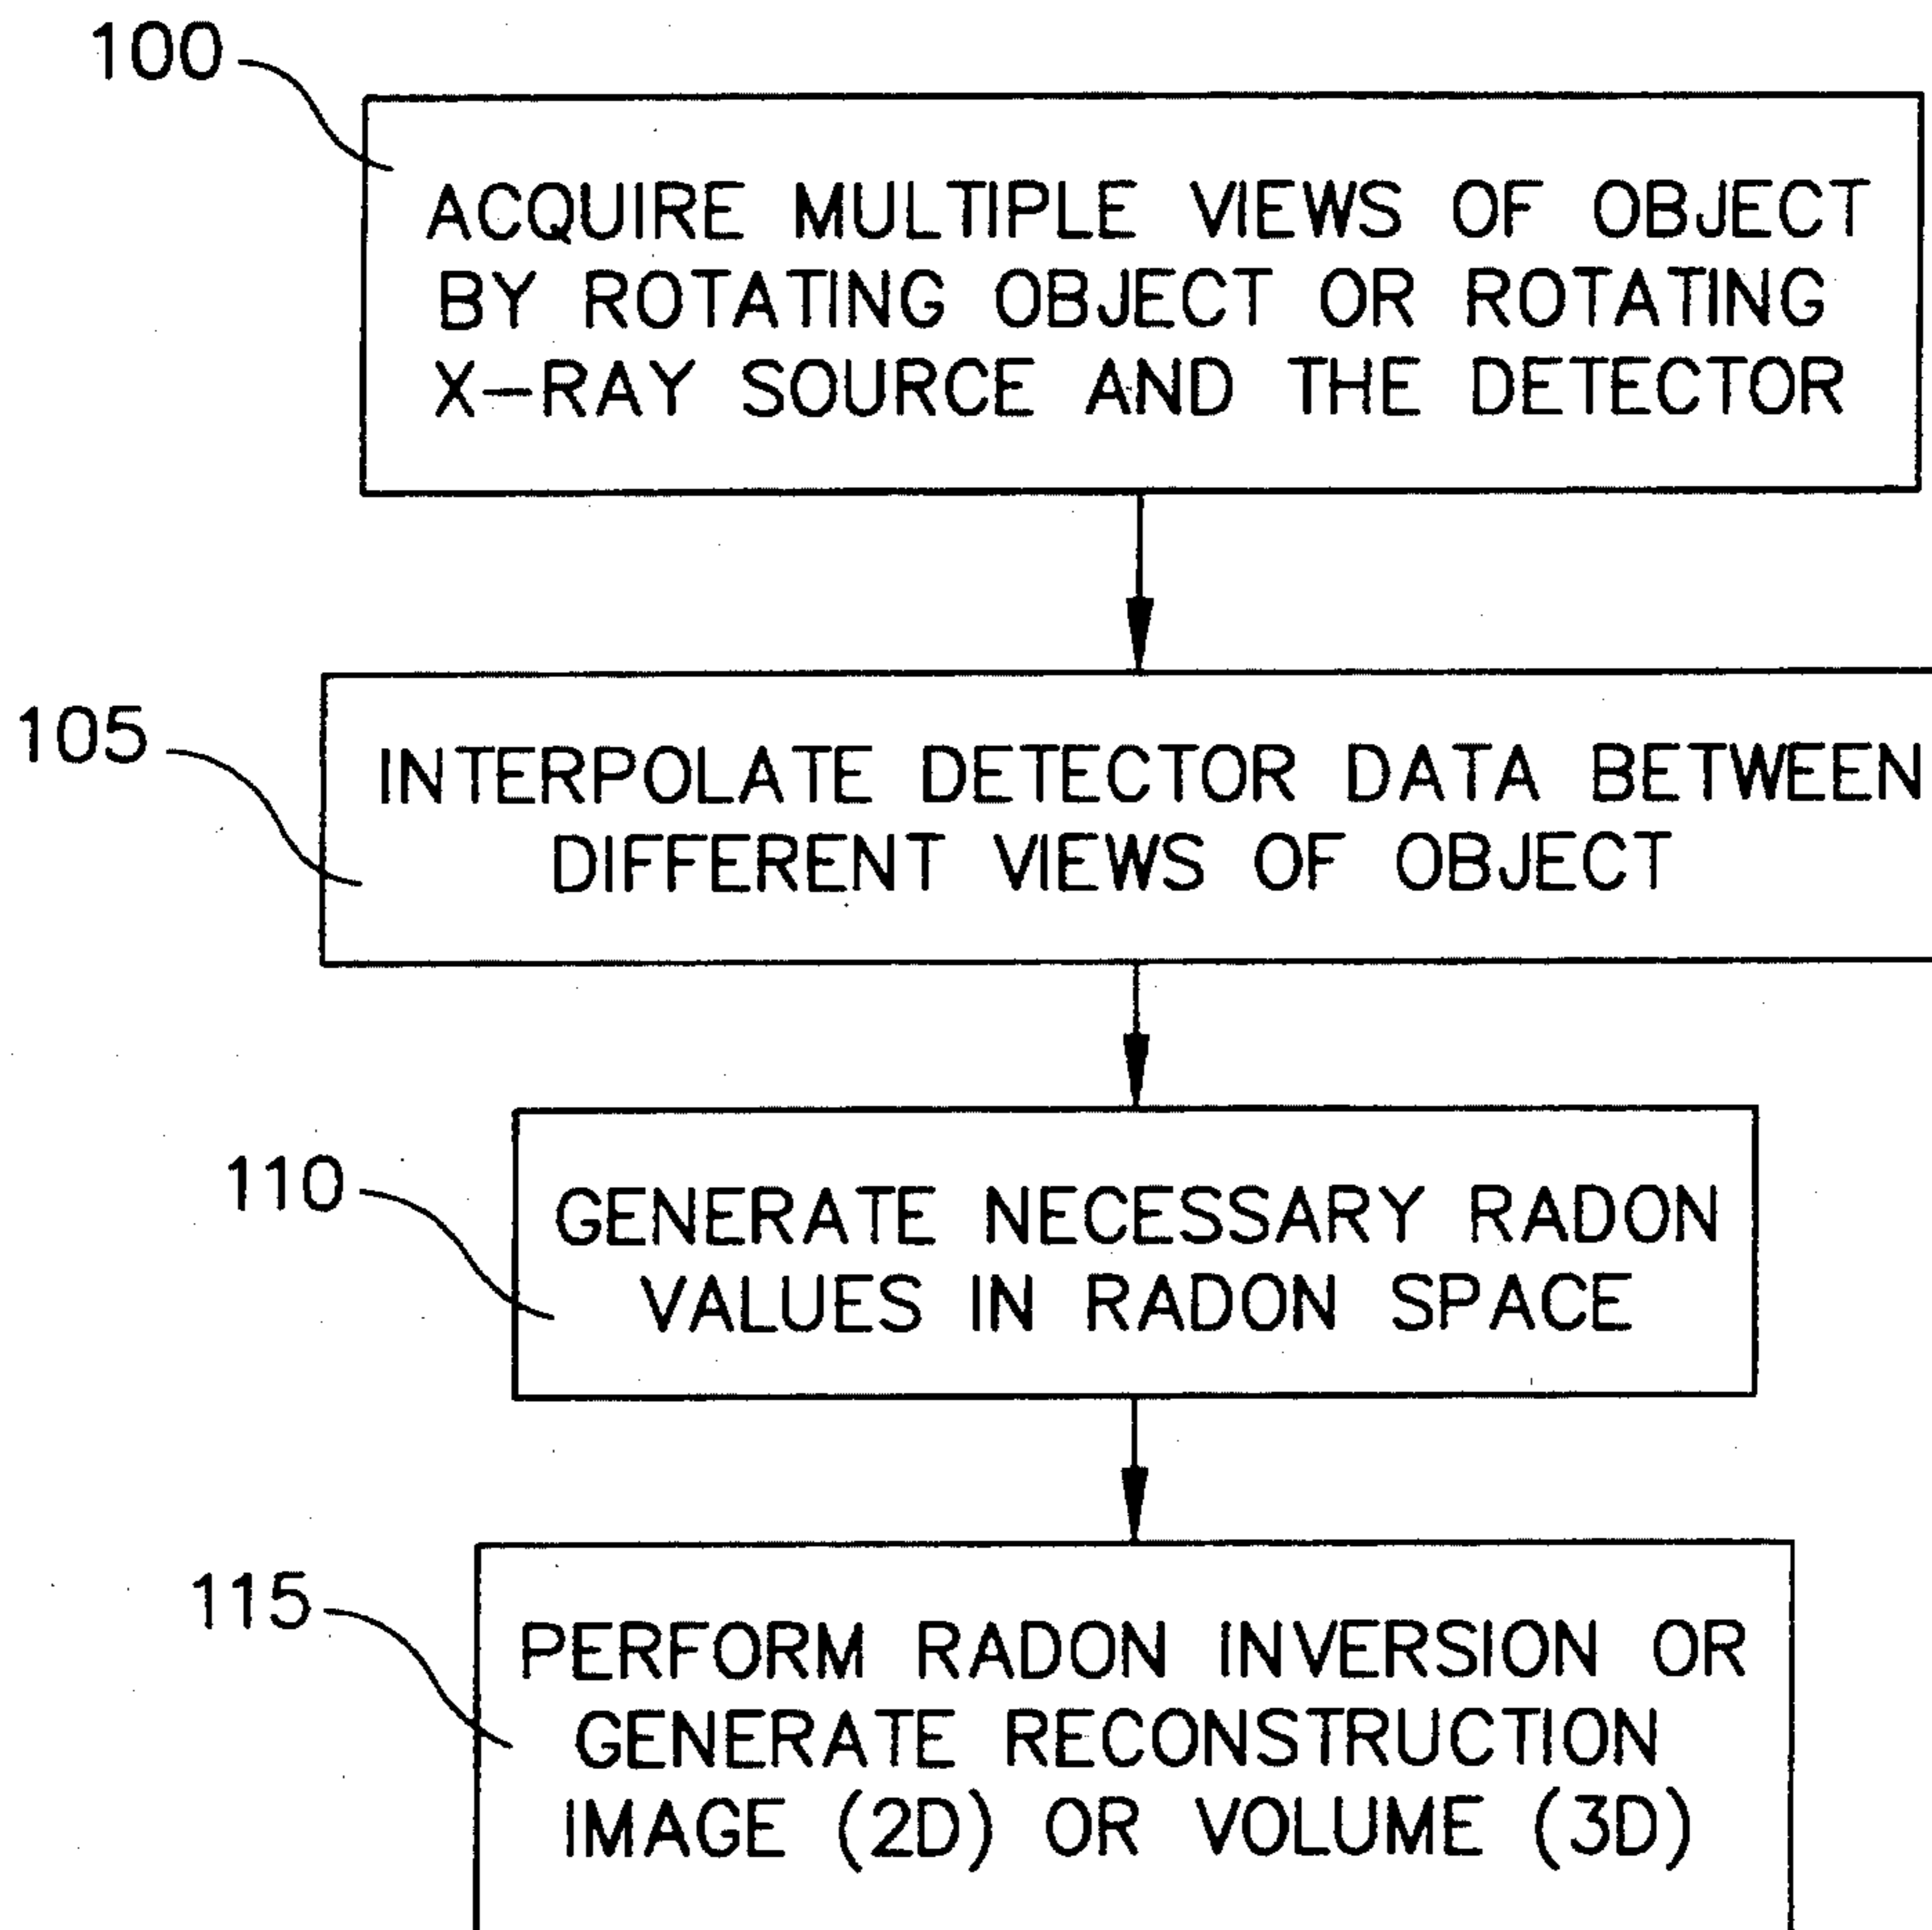 100
ACQUIRE MULTIPLE VIEWS OF OBJECT
BY ROTATING OBJECT OR ROTATING
X-RAY SOURCE AND THE DETECTOR
105
INTERPOLATE DETECTOR DATA BETWEEN
DIFFERENT VIEWS OF OBJECT
110
GENERATE NECESSARY RADON
VALUES IN RADON SPACE
115
PERFORM RADON INVERSION OR
GENERATE RECONSTRUCTION
IMAGE (2D) OR VOLUME (3D)